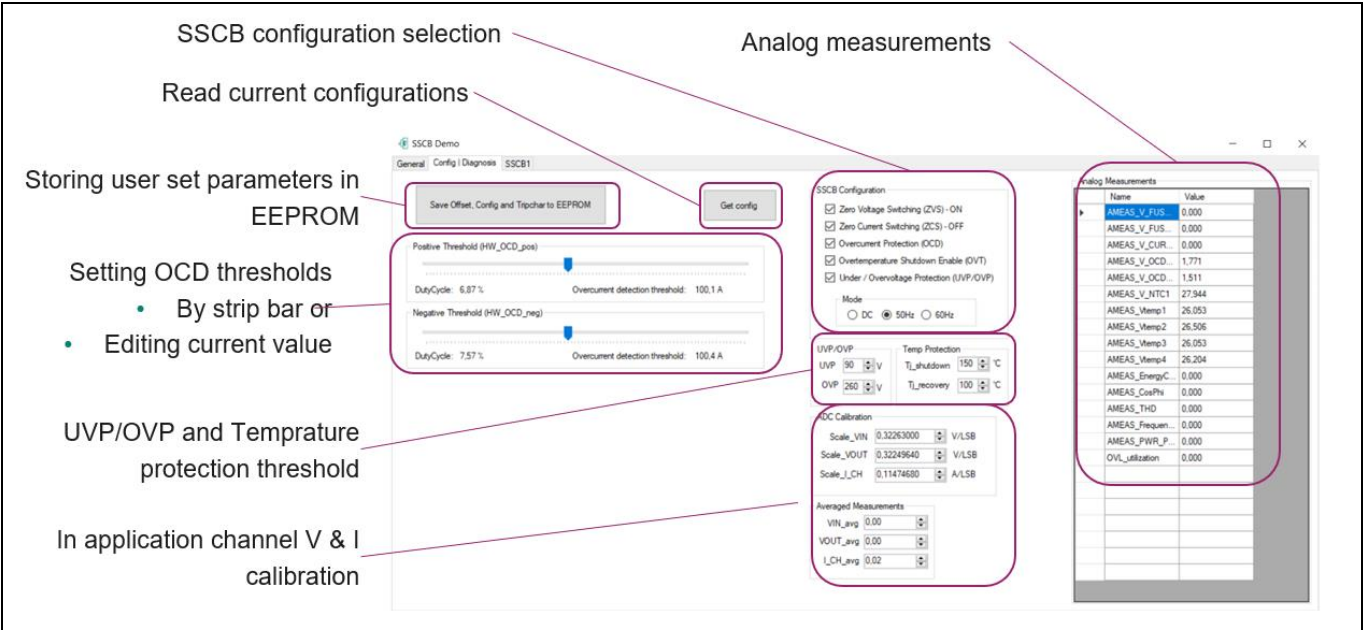 SSCB configuration selection
Analog measurements
Read current configurations
Storing user set parameters in
EEPROM
Setting OCD thresholds
• By strip bar or
• Editing current value
UVP/OVP and Temprature
protection threshold
In application channel V & I
calibration
SSCB Demo
General Config | Diagnosis SSCB1
Save Offset, Config and Tripchar to EEPROM
Get config
Positive Threshold (HW_OCD_pos)
DutyCycle: 6,87 % Overcurrent detection threshold: 100,1 A
Negative Threshold (HW_OCD_neg)
DutyCycle: 7,57 % Overcurrent detection threshold: 100,4 A
SSCB Configuration
Zero Voltage Switching (ZVS) - ON
Zero Current Switching (ZCS) - OFF
Overcurrent Protection (OCD)
Overtemperature Shutdown Enable (OVT)
Under / Overvoltage Protection (UVP/OVP)
Mode
DC 50Hz 60Hz
UVP/OVP
UVP 90 V
OVP 260 V
Temp Protection
Tj_shutdown 150 °C
Tj_recovery 100 °C
ADC Calibration
Scale_VIN 0,32263000 V/LSB
Scale_VOUT 0,32249640 V/LSB
Scale_I_CH 0,11474680 A/LSB
Averaged Measurements
VIN_avg 0,00
VOUT_avg 0,00
I_CH_avg 0,02
Analog Measurements
Name Value
AMEAS_V_FUS... 0,000
AMEAS_V_FUS... 0,000
AMEAS_V_CUR... 0,000
AMEAS_V_OCD... 1,771
AMEAS_V_OCD... 1,511
AMEAS_V_NTC1 27,944
AMEAS_Vtemp1 26,053
AMEAS_Vtemp2 26,506
AMEAS_Vtemp3 26,053
AMEAS_Vtemp4 26,204
AMEAS_EnergyC... 0,000
AMEAS_CosPhi 0,000
AMEAS_THD 0,000
AMEAS_Frequen... 0,000
AMEAS_PWR_P... 0,000
OVL_utilization 0,000